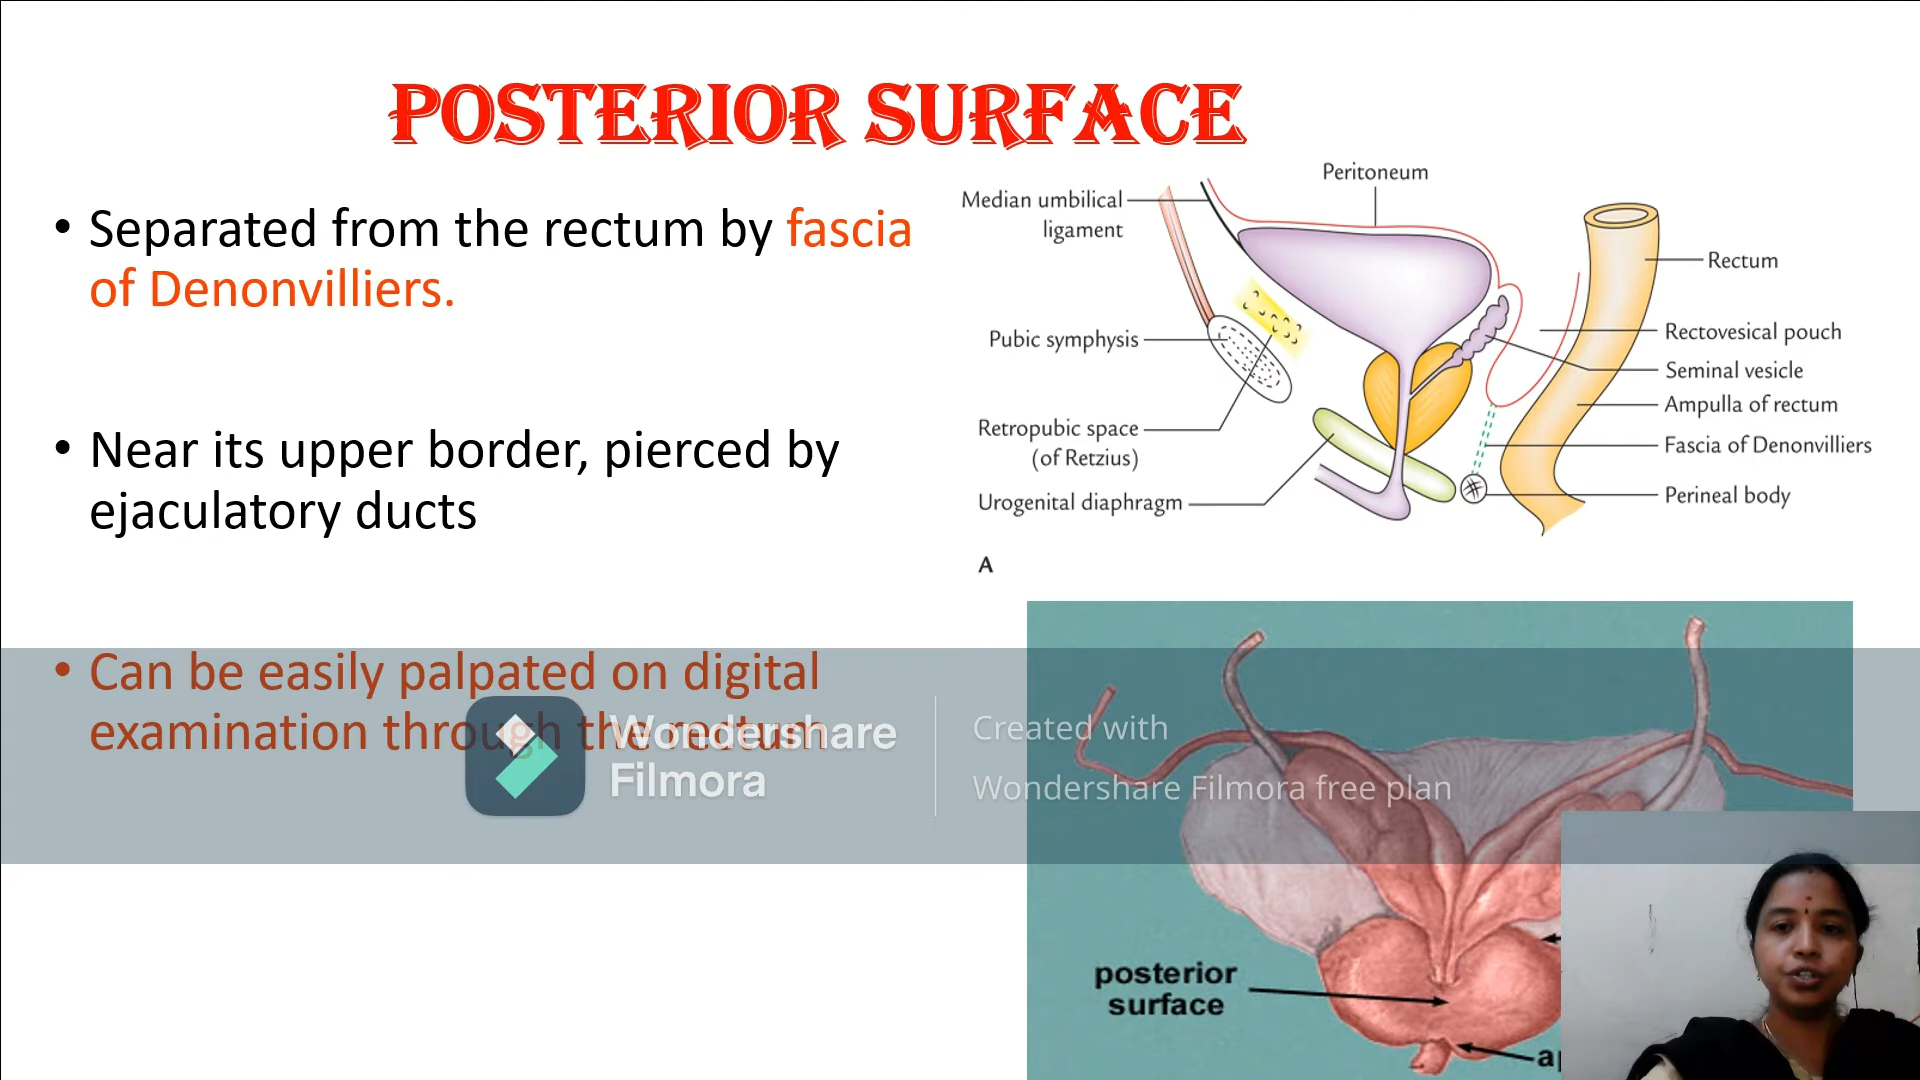 POSTERIOR SURFACE
• Separated from the rectum by fascia
of Denonvilliers.
• Near its upper border, pierced by
ejaculatory ducts
• Can be easily palpated on digital
examination through the rectum
Peritoneum
Median umbilical
ligament
Pubic symphysis
Retropubic space
(of Retzius)
Urogenital diaphragm
Rectum
Rectovesical pouch
Seminal vesicle
Ampulla of rectum
Fascia of Denonvilliers
Perineal body
A
Wondershare
Filmora
Created with
Wondershare Filmora free plan
posterior
surface